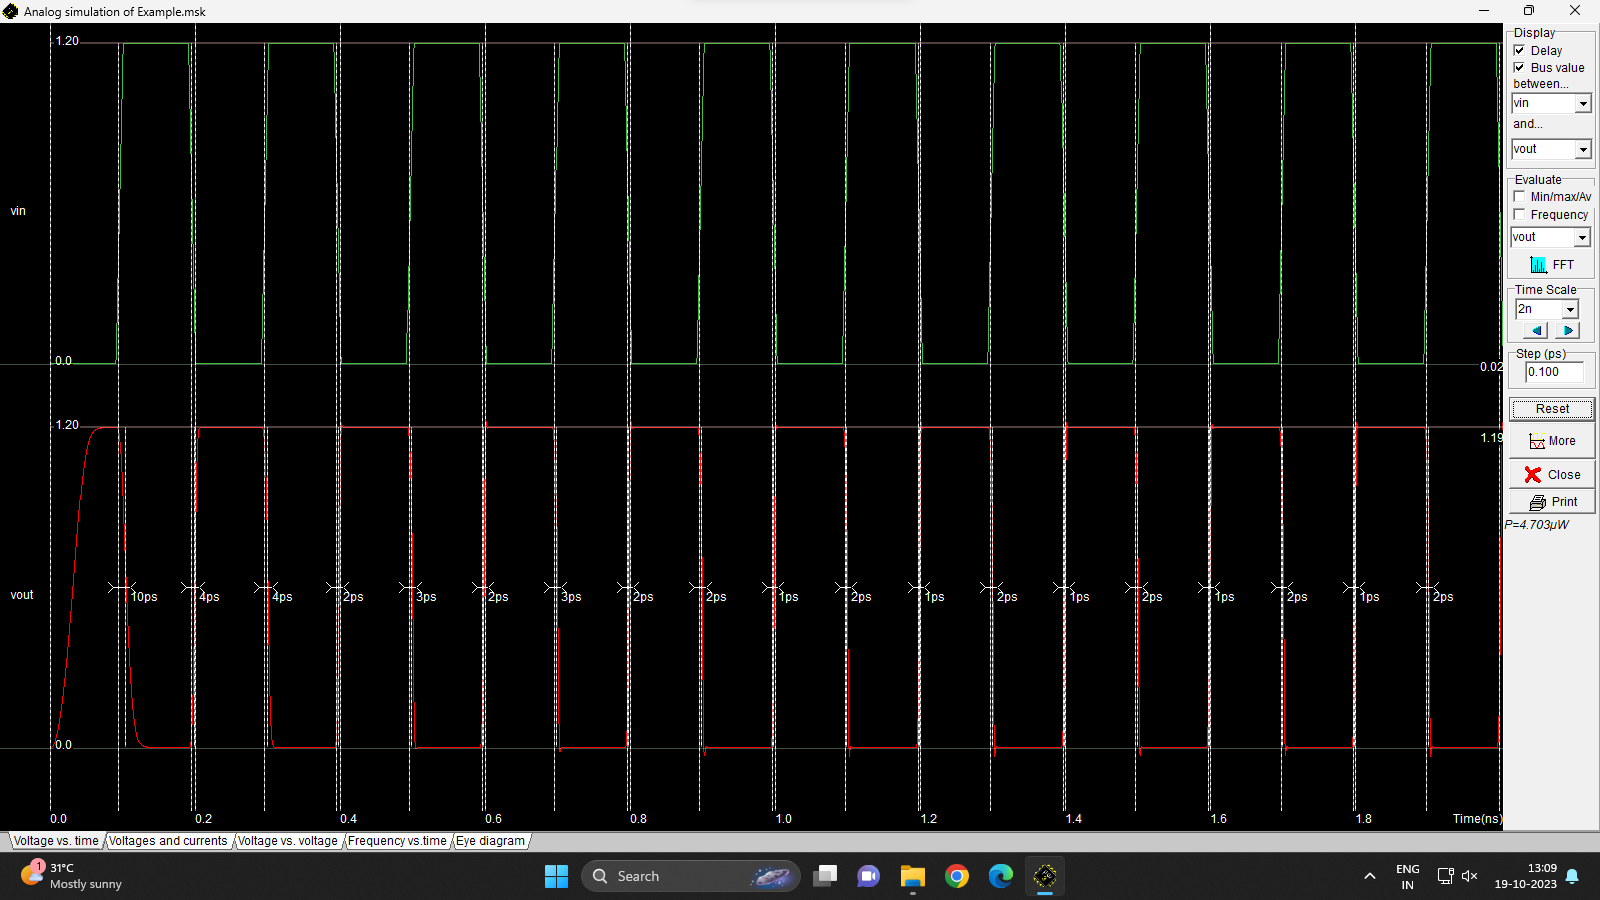 Analog simulation of Example.msk
1.20
vin
0.0
0.02
1.20
1.19
10ps 4ps 4ps 2ps 3ps 2ps 3ps 2ps 2ps 1ps 2ps 1ps 2ps 1ps 2ps 1ps 2ps 1ps 2ps
vout
0.0
0.0 0.2 0.4 0.6 0.8 1.0 1.2 1.4 1.6 1.8 Time(ns)
Display
Delay
Bus value
between...
vin
and...
vout
Evaluate
Min/max/Av
Frequency
vout
FFT
Time Scale
2n
Step (ps)
0.100
Reset
More
Close
Print
P=4.703µW
Voltage vs. time Voltages and currents Voltage vs. voltage Frequency vs.time Eye diagram
1
31°C
Mostly sunny
Search
ENG
IN
13:09
19-10-2023